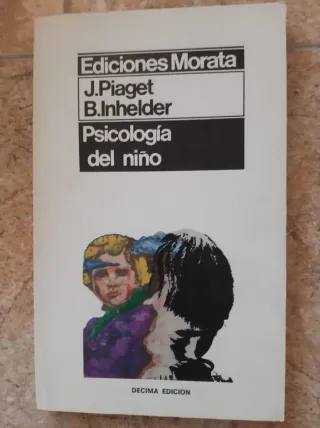 Ediciones Morata
J.Piaget
B.Inhelder
Psicología
del niño
DECIMA EDICION